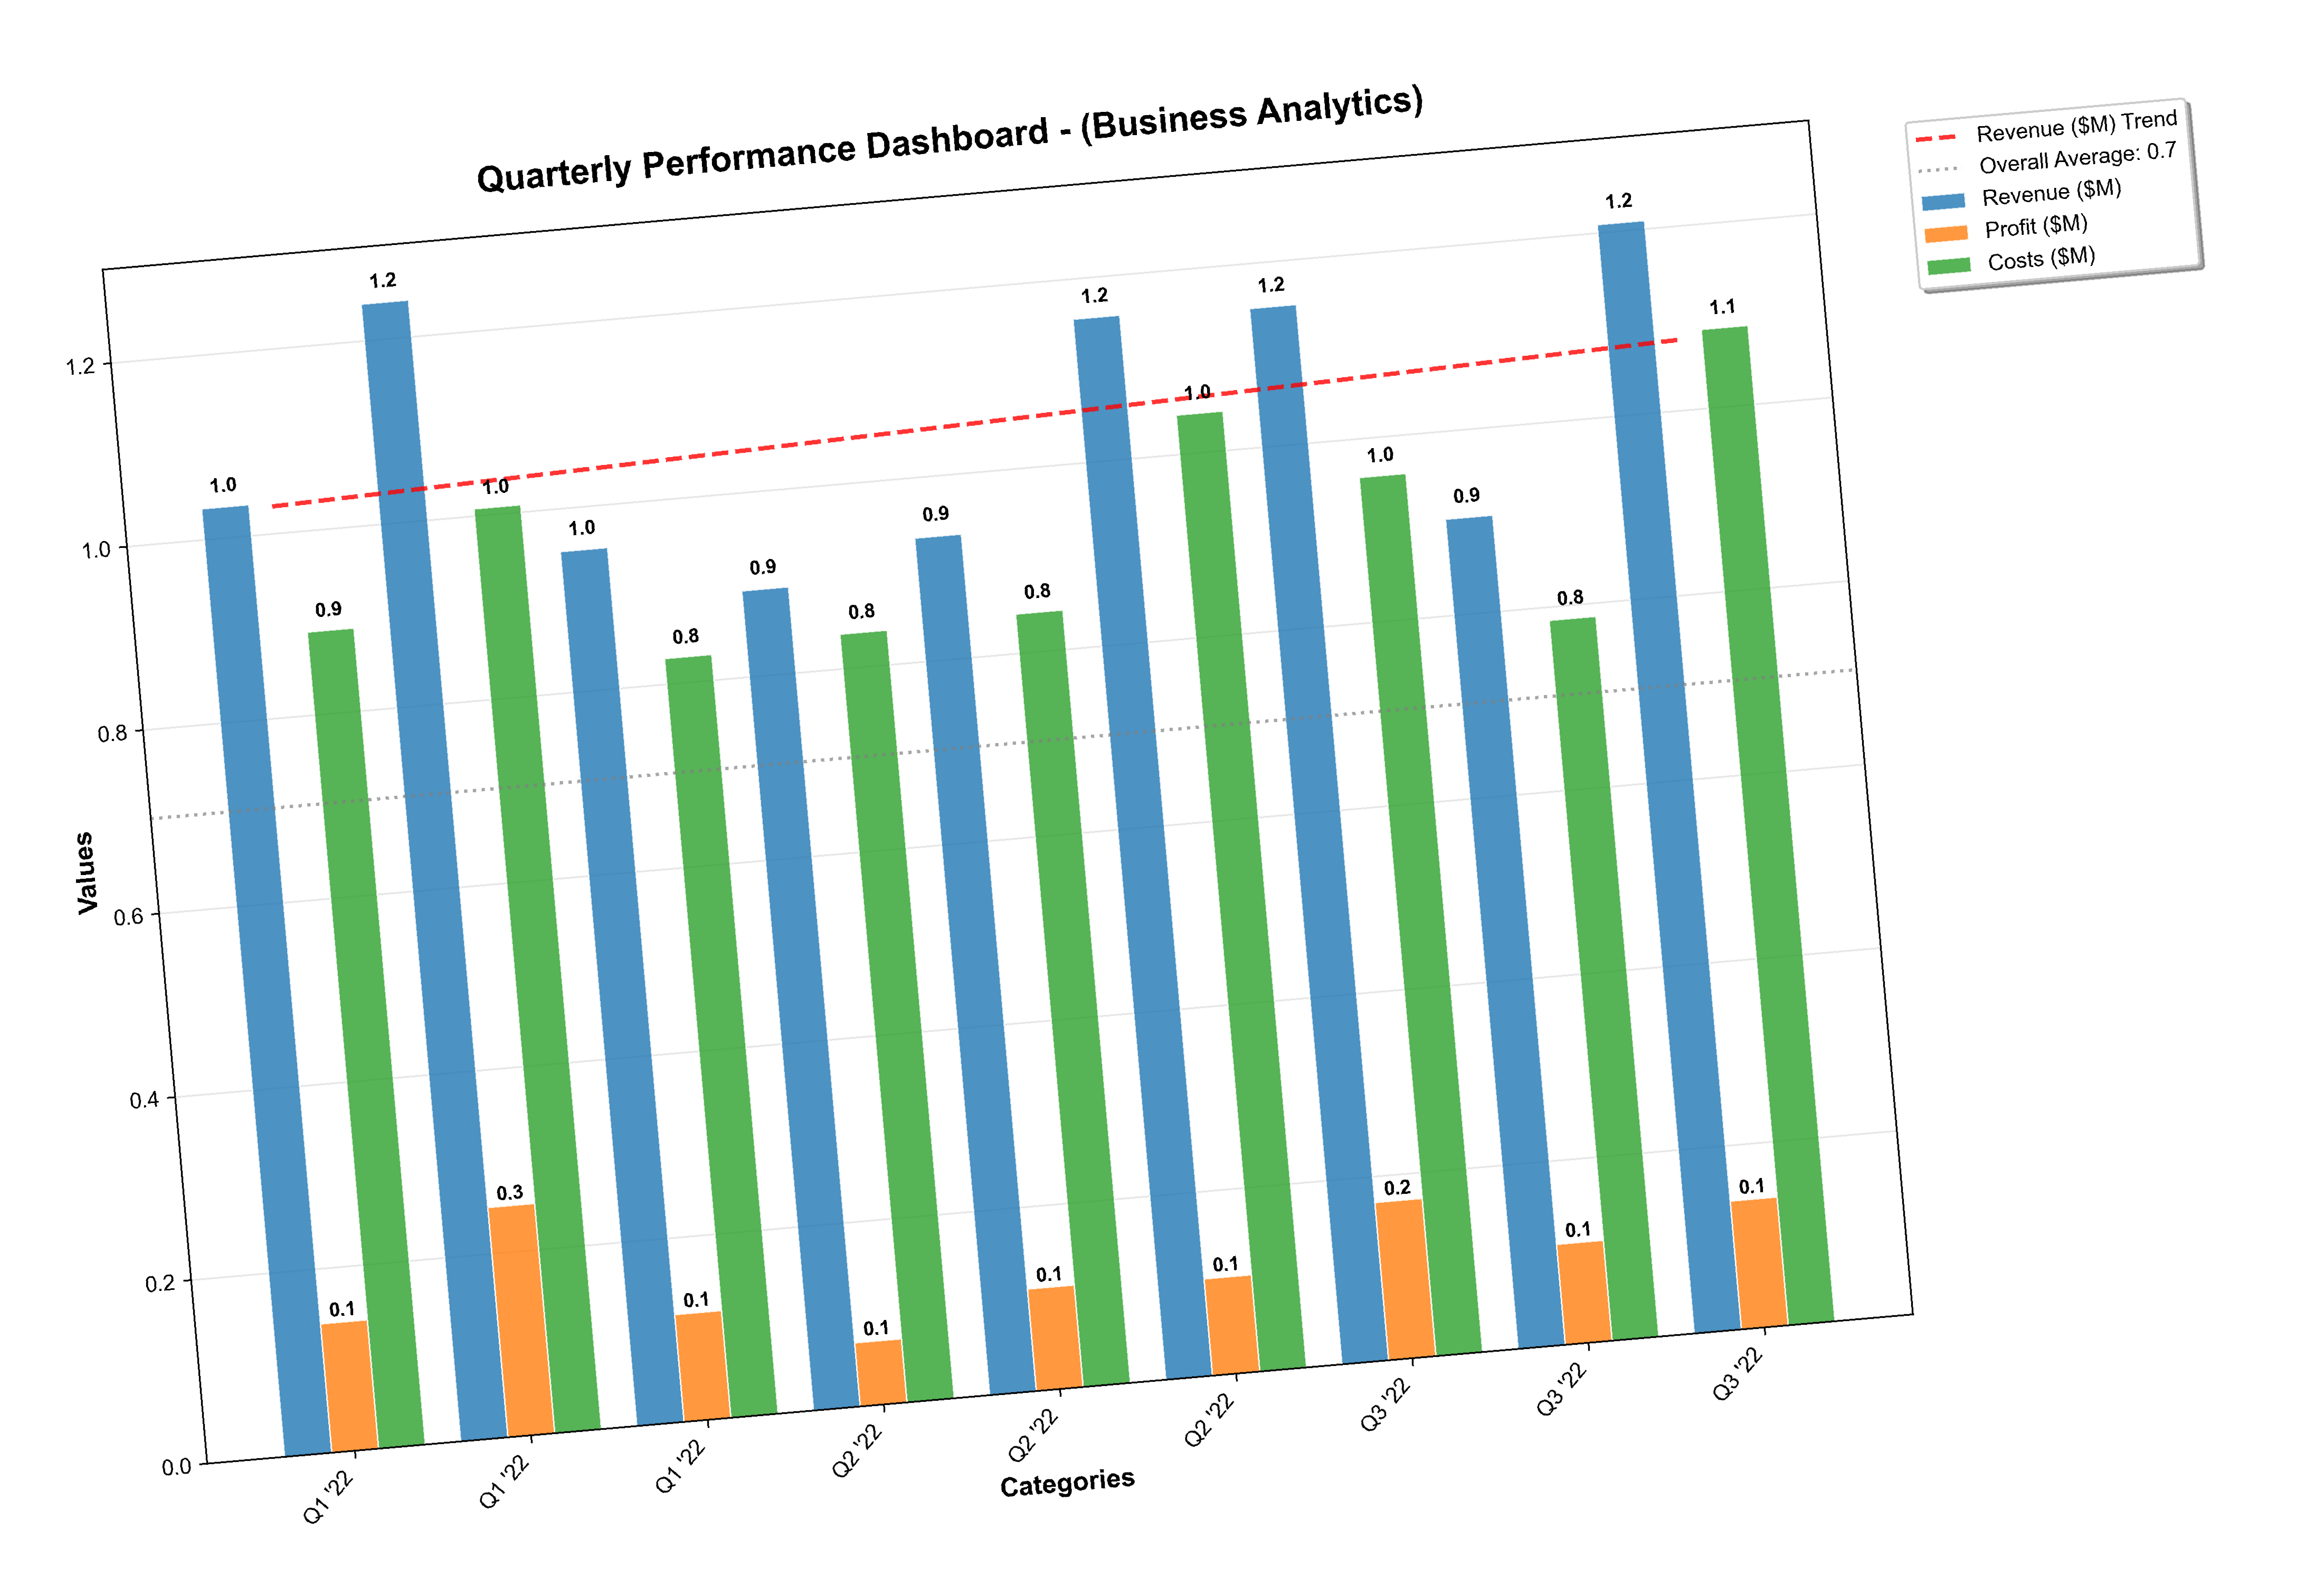 Quarterly Performance Dashboard - (Business Analytics)
Revenue ($M) Trend
Overall Average: 0.7
Revenue ($M)
Profit ($M)
Costs ($M)
Values
1.2
1.0
0.8
0.6
0.4
0.2
0.0
1.0
0.1
0.9
1.2
0.3
1.0
1.0
0.1
0.8
0.9
0.1
0.8
0.9
0.1
0.8
1.2
0.1
1.0
1.2
0.2
1.0
0.9
0.1
0.8
1.2
0.1
1.1
Q1 '22
Q1 '22
Q1 '22
Q2 '22
Q2 '22
Q2 '22
Q3 '22
Q3 '22
Q3 '22
Categories